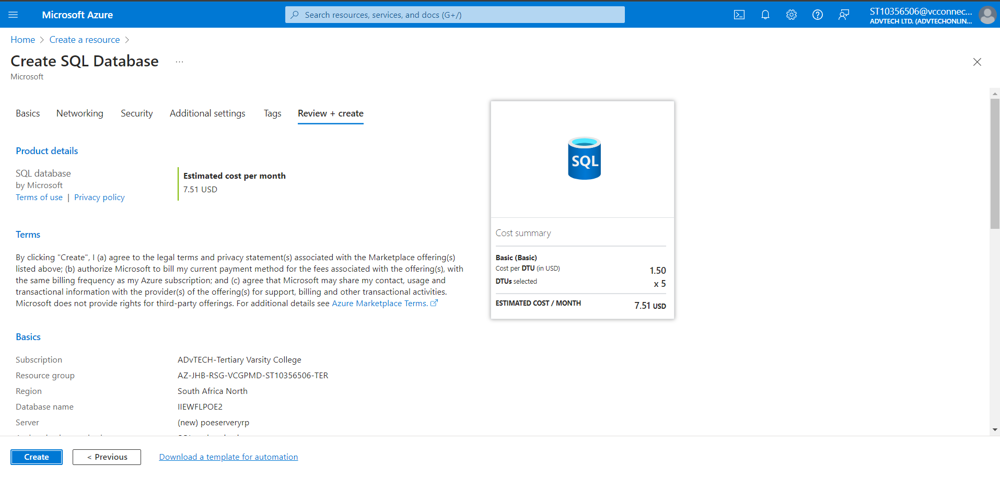 Microsoft Azure
Search resources, services, and docs (G+/)
ST10356506@vcconnec...
ADVTECH LTD. (ADVTECHONLIN...
Home > Create a resource >
Create SQL Database ...
Microsoft
Basics Networking Security Additional settings Tags Review + create
Product details
SQL database
by Microsoft
Terms of use | Privacy policy
Estimated cost per month
7.51 USD
Terms
By clicking "Create", I (a) agree to the legal terms and privacy statement(s) associated with the Marketplace offering(s)
listed above; (b) authorize Microsoft to bill my current payment method for the fees associated with the offering(s), with
the same billing frequency as my Azure subscription; and (c) agree that Microsoft may share my contact, usage and
transactional information with the provider(s) of the offering(s) for support, billing and other transactional activities.
Microsoft does not provide rights for third-party offerings. For additional details see Azure Marketplace Terms.
Basics
Subscription ADvTECH-Tertiary Varsity College
Resource group AZ-JHB-RSG-VCGPMD-ST10356506-TER
Region South Africa North
Database name IIEWFLPOE2
Server (new) poeserveryrp
SQL
Cost summary
Basic (Basic)
Cost per DTU (in USD) 1.50
DTUs selected x 5
ESTIMATED COST / MONTH 7.51 USD
Create
< Previous
Download a template for automation